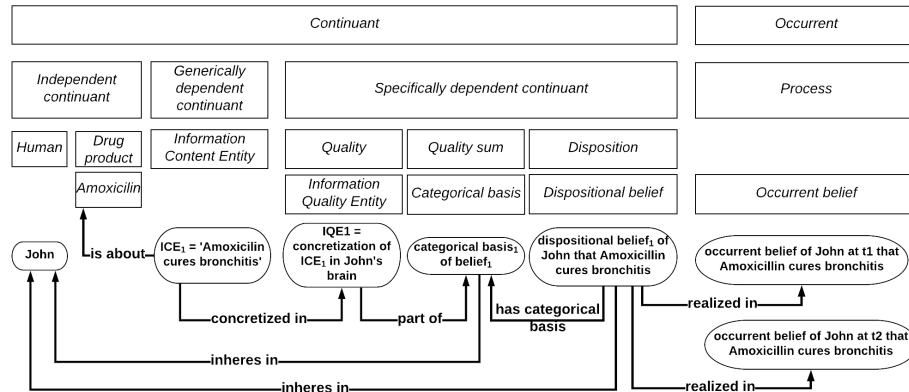 Continuant
Occurrent
Independent
continuant
Generically
dependent
continuant
Specifically dependent continuant
Process
Human
Drug
product
Information
Content Entity
Quality
Quality sum
Disposition
Amoxicilin
Information
Quality Entity
Categorical basis
Dispositional belief
Occurrent belief
John
is about
ICE₁ = 'Amoxicilin
cures bronchitis'
IQE1 =
concretization of
ICE₁ in John's
brain
categorical basis₁
of belief₁
dispositional belief₁ of
John that Amoxicillin
cures bronchitis
occurrent belief of John at t1 that
Amoxicillin cures bronchitis
concretized in
part of
has categorical
basis
realized in
occurrent belief of John at t2 that
Amoxicillin cures bronchitis
inheres in
inheres in
realized in